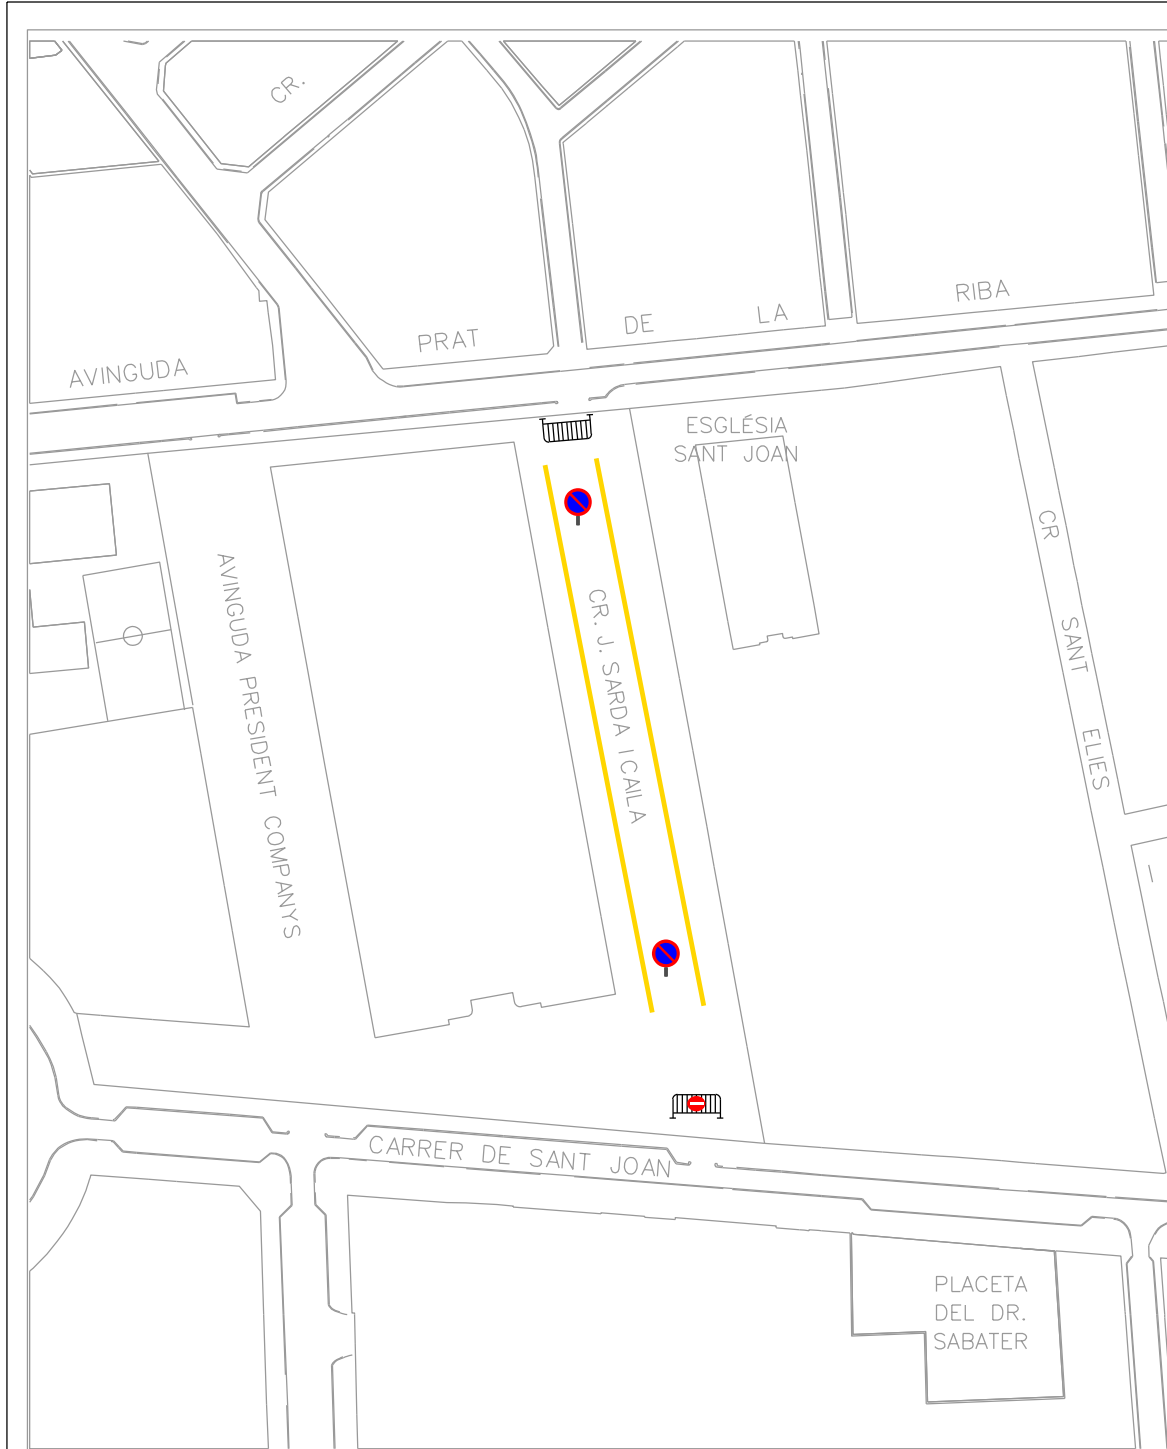 CR.
RIBA
LA
DE
PRAT
AVINGUDA
ESGLÉSIA
SANT JOAN
CR SANT ELIES
AVINGUDA PRESIDENT COMPANYS
CR. J. SARDA I CAILA
CARRER DE SANT JOAN
PLACETA
DEL DR.
SABATER